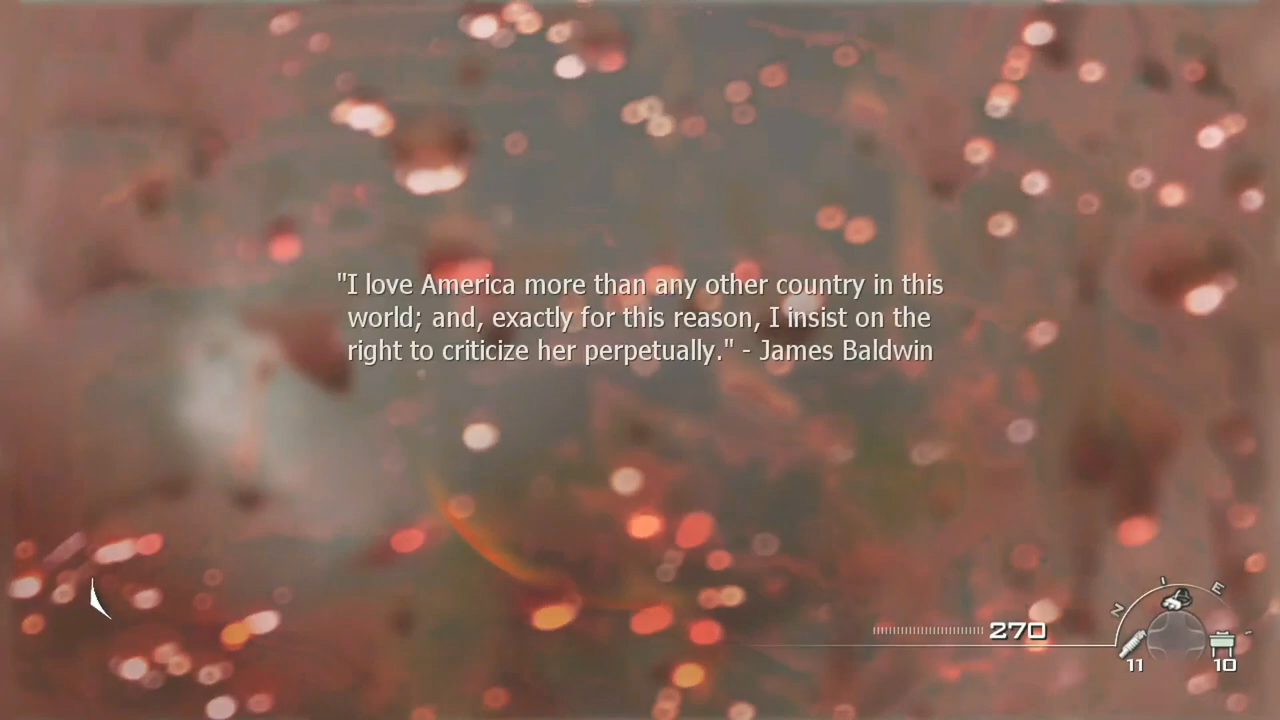 "I love America more than any other country in this
world; and, exactly for this reason, I insist on the
right to criticize her perpetually." - James Baldwin
N
E
270
11
10